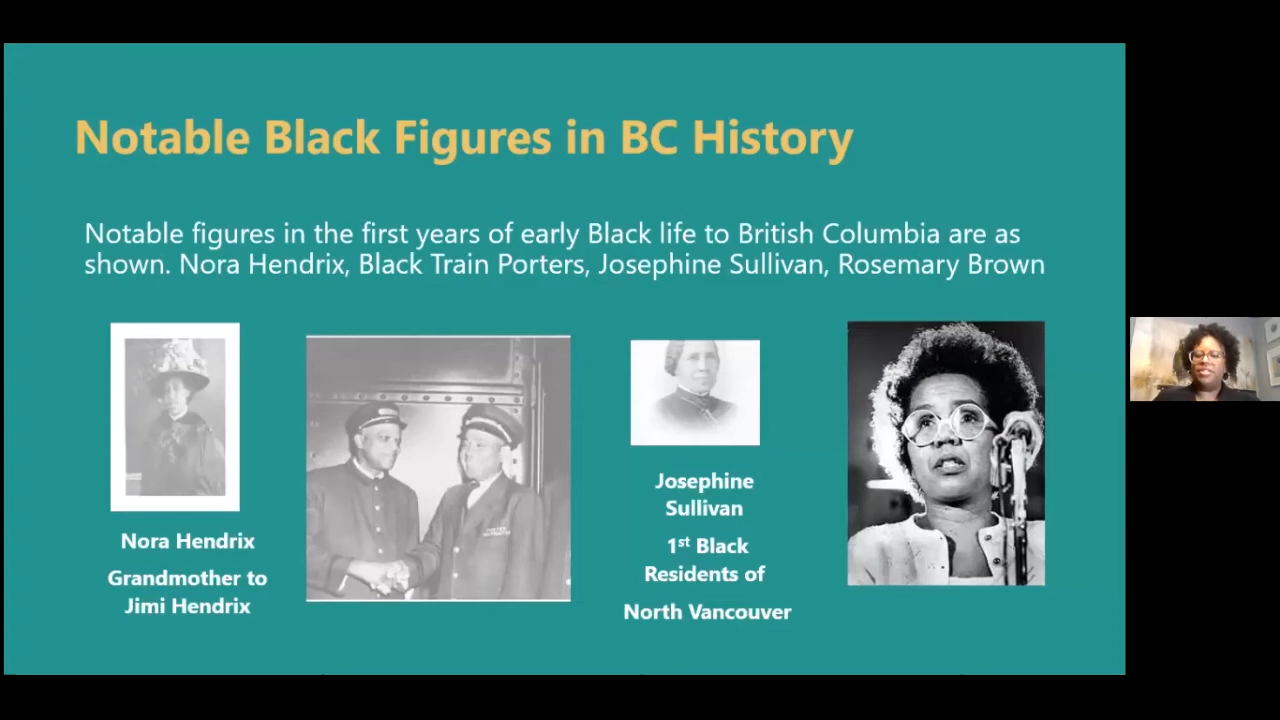 Notable Black Figures in BC History
Notable figures in the first years of early Black life to British Columbia are as
shown. Nora Hendrix, Black Train Porters, Josephine Sullivan, Rosemary Brown
Nora Hendrix
Grandmother to
Jimi Hendrix
Josephine
Sullivan
1st Black
Residents of
North Vancouver